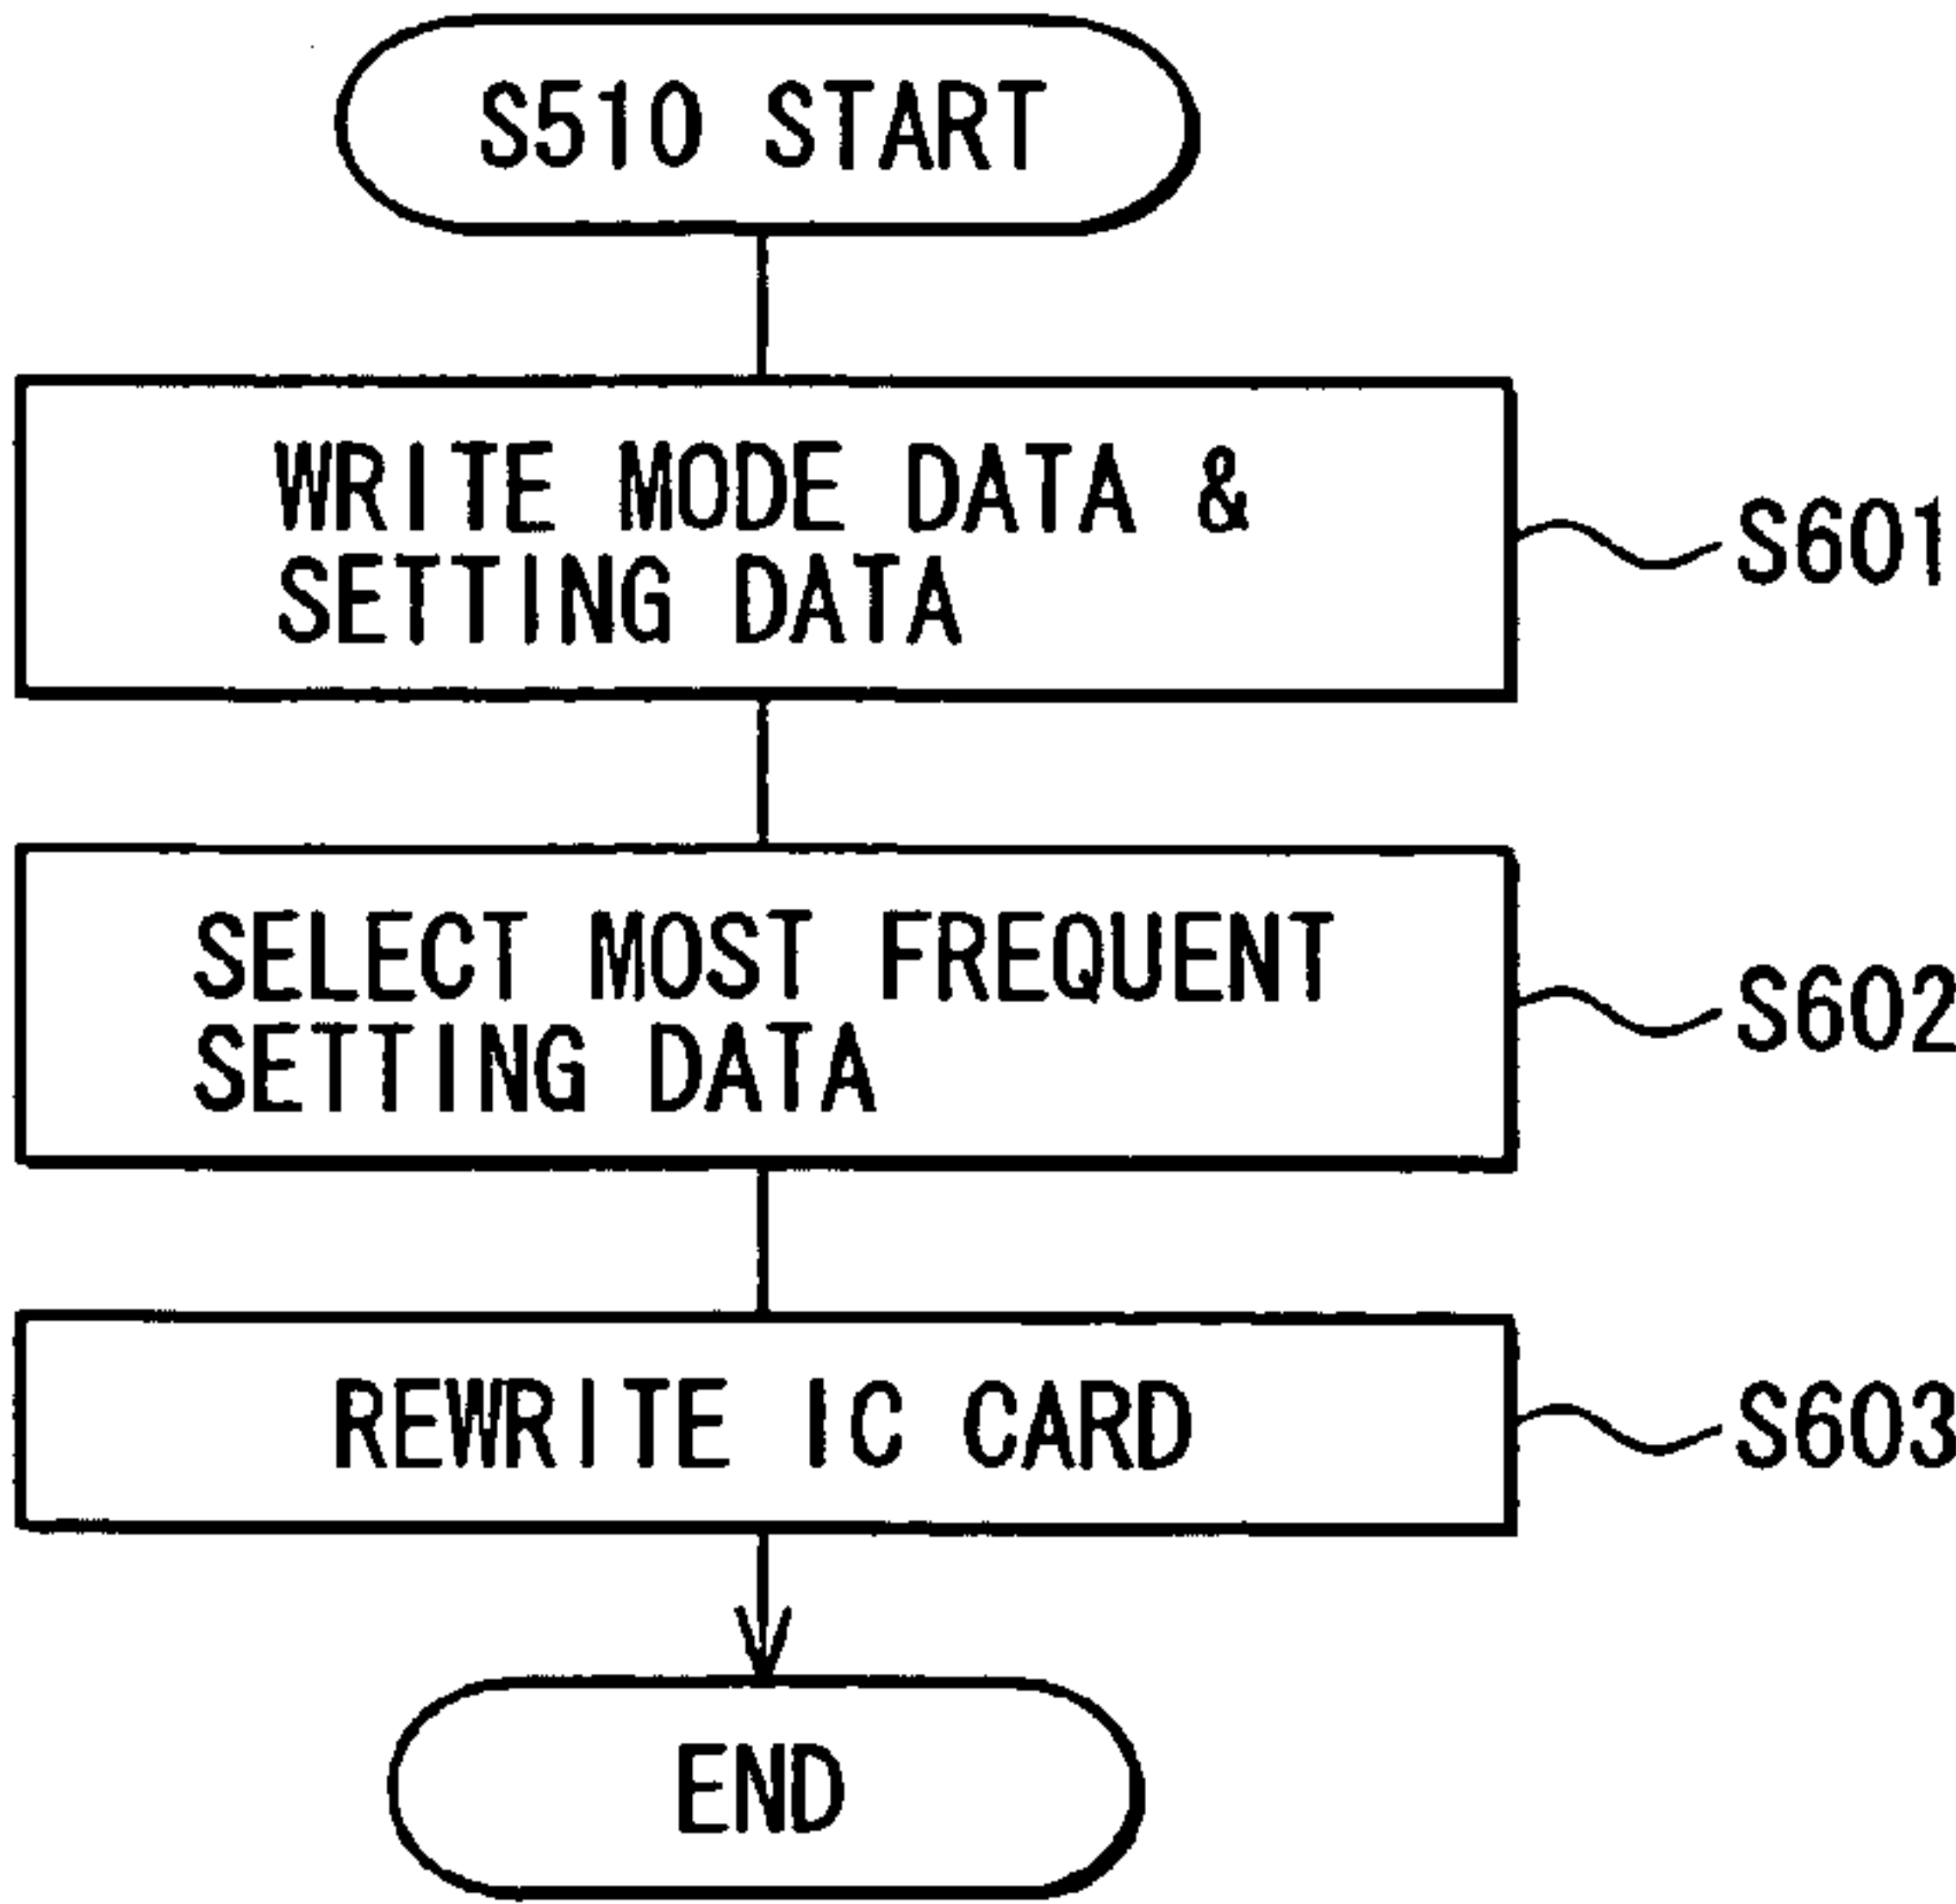 S510 START
WRITE MODE DATA &
SETTING DATA
S601
SELECT MOST FREQUENT
SETTING DATA
S602
REWRITE IC CARD
S603
END